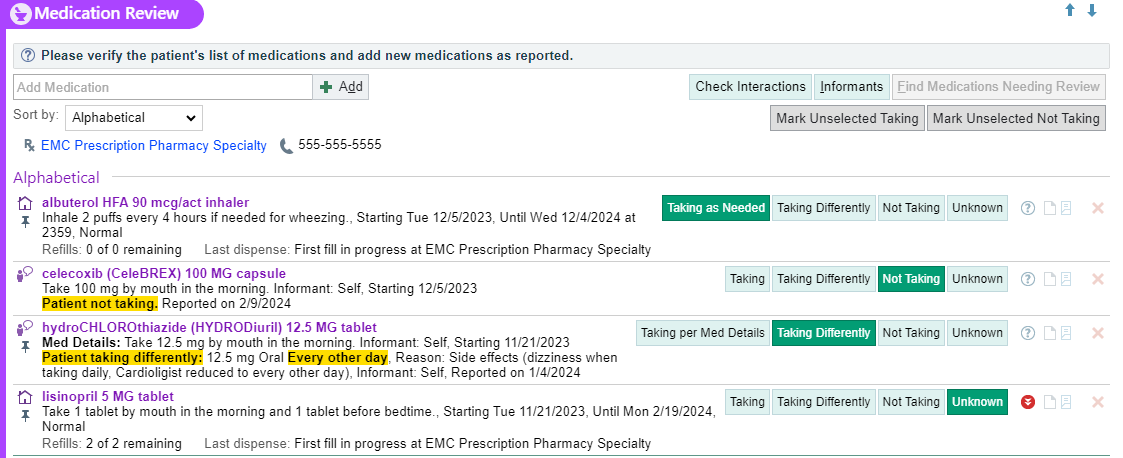 Medication Review
Please verify the patient's list of medications and add new medications as reported.
Add Medication
Add
Check Interactions
Informants
Find Medications Needing Review
Sort by:
Alphabetical
Mark Unselected Taking
Mark Unselected Not Taking
EMC Prescription Pharmacy Specialty 555-555-5555
Alphabetical
albuterol HFA 90 mcg/act inhaler
Inhale 2 puffs every 4 hours if needed for wheezing., Starting Tue 12/5/2023, Until Wed 12/4/2024 at
2359, Normal
Refills: 0 of 0 remaining Last dispense: First fill in progress at EMC Prescription Pharmacy Specialty
Taking as Needed
Taking Differently
Not Taking
Unknown
celecoxib (CeleBREX) 100 MG capsule
Take 100 mg by mouth in the morning. Informant: Self, Starting 12/5/2023
Patient not taking. Reported on 2/9/2024
Taking
Taking Differently
Not Taking
Unknown
hydroCHLOROthiazide (HYDRODiuril) 12.5 MG tablet
Med Details: Take 12.5 mg by mouth in the morning. Informant: Self, Starting 11/21/2023
Patient taking differently: 12.5 mg Oral Every other day, Reason: Side effects (dizziness when
taking daily, Cardioligist reduced to every other day), Informant: Self, Reported on 1/4/2024
Taking per Med Details
Taking Differently
Not Taking
Unknown
lisinopril 5 MG tablet
Take 1 tablet by mouth in the morning and 1 tablet before bedtime., Starting Tue 11/21/2023, Until Mon 2/19/2024,
Normal
Refills: 2 of 2 remaining Last dispense: First fill in progress at EMC Prescription Pharmacy Specialty
Taking
Taking Differently
Not Taking
Unknown